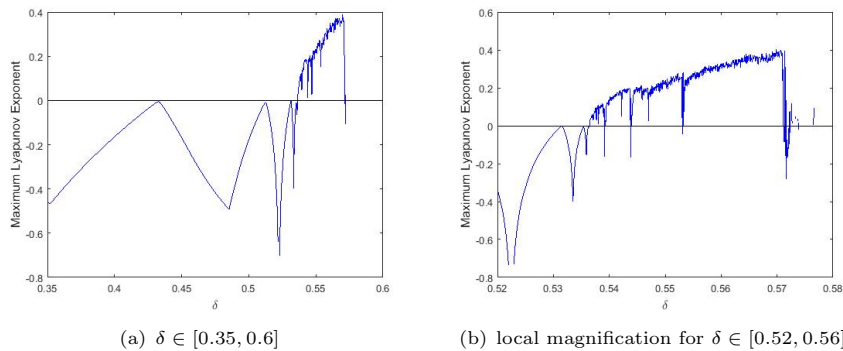 0.4
0.2
0
-0.2
-0.4
-0.6
-0.8
Maximum Lyapunov Exponent
0.35 0.4 0.45 0.5 0.55 0.6
δ
(a) δ ∈ [0.35, 0.6]
0.6
0.4
0.2
0
-0.2
-0.4
-0.6
-0.8
Maximum Lyapunov Exponent
0.52 0.53 0.54 0.55 0.56 0.57 0.58
δ
(b) local magnification for δ ∈ [0.52, 0.56]